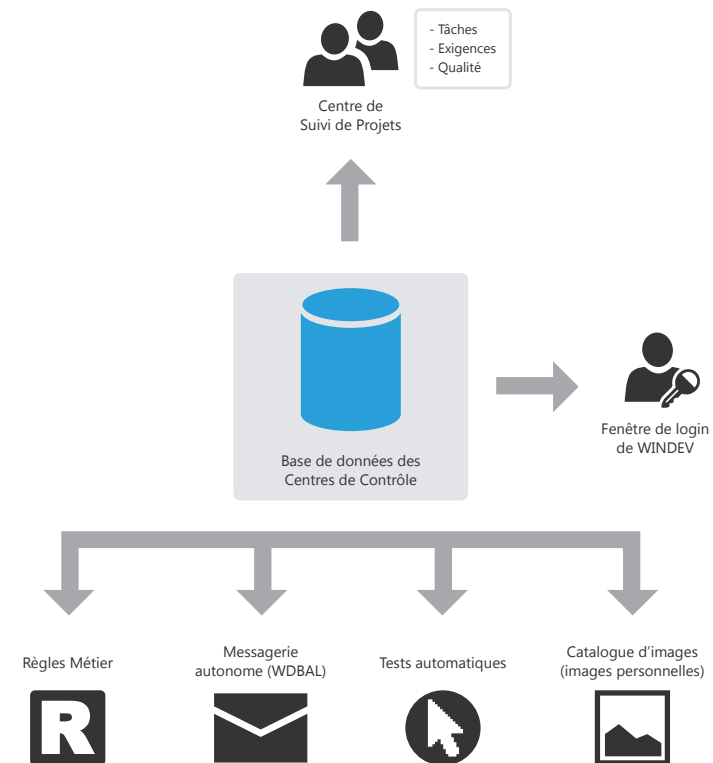 - Tâches
- Exigences
- Qualité
Centre de
Suivi de Projets
Base de données des
Centres de Contrôle
Fenêtre de login
de WINDEV
Règles Métier
Messagerie
autonome (WDBAL)
Tests automatiques
Catalogue d'images
(images personnelles)
R